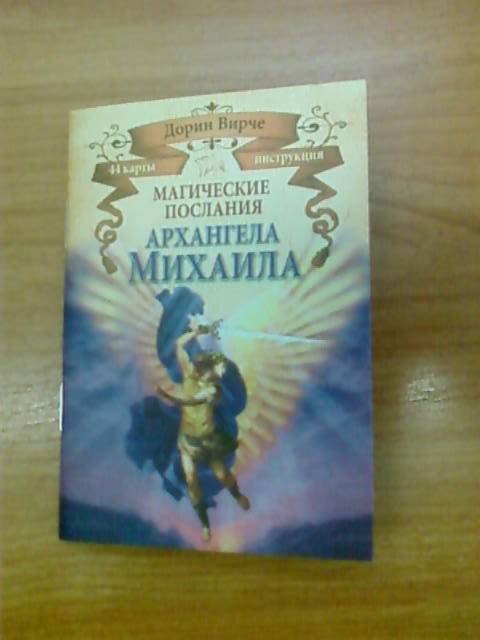 Дорин Вирче
44 карты
инструкция
МАГИЧЕСКИЕ
ПОСЛАНИЯ
АРХАНГЕЛА
МИХАИЛА